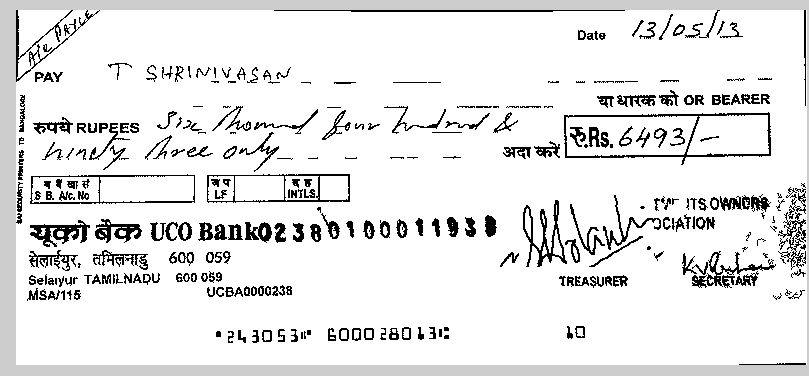 A/c PAYEE
Date 13/05/13
PAY T SHRINIVASAN
या धारक को OR BEARER
रुपये RUPEES Six Thousand four hundred &
ninety three only
अदा करें रु.Rs. 6493/-
ब ब खा सं
S B. A/c. No
ल प
LF
INTLS.
यूको बैंक UCO Bank 02380100011938
ITS OWNERS
सेलाईयुर, तमिलनाडु 600 059
Selaiyur TAMILNADU 600 059
MSA/115 UCBA0000238
TREASURER SECRETARY
"243053" 600028013: 10